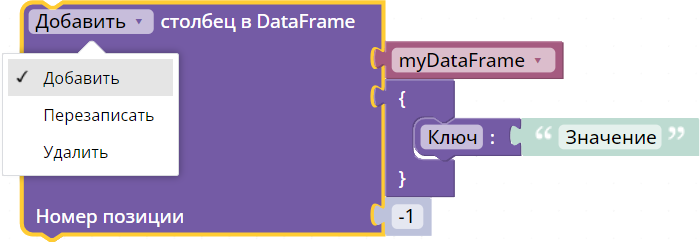 Добавить столбец в DataFrame
myDataFrame
Добавить
Перезаписать
Удалить
{
Ключ : “ Значение ”
}
Номер позиции -1